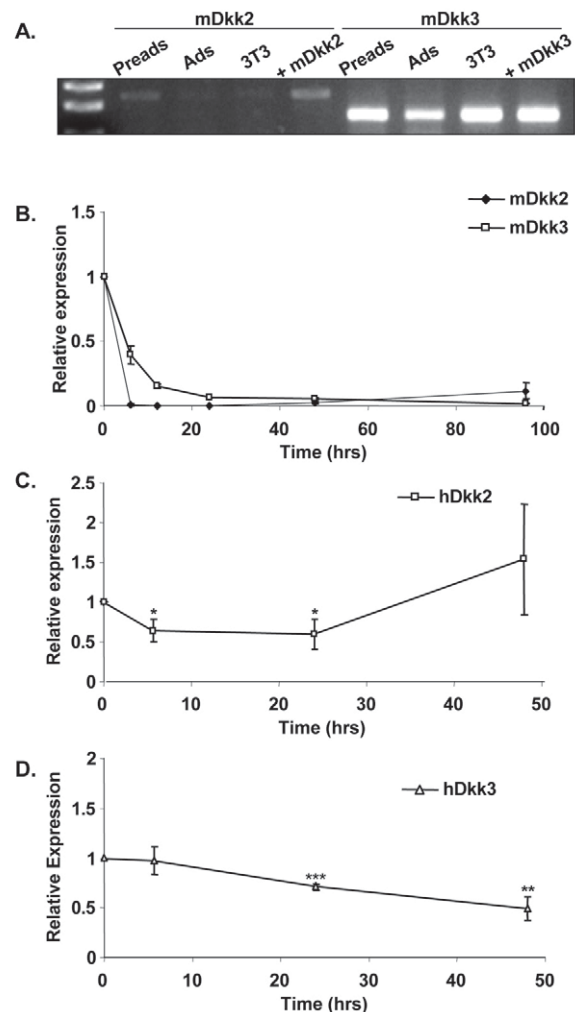 A.
mDkk2 mDkk3
Preads Ads 3T3 + mDkk2 Preads Ads 3T3 + mDkk3
B.
mDkk2
mDkk3
Relative expression
1.5
1
0.5
0
0 20 40 60 80 100
Time (hrs)
C.
hDkk2
Relative expression
2.5
2
1.5
1
0.5
0
* *
0 10 20 30 40 50
Time (hrs)
D.
hDkk3
Relative Expression
2
1.5
1
0.5
0
*** **
0 10 20 30 40 50
Time (hrs)